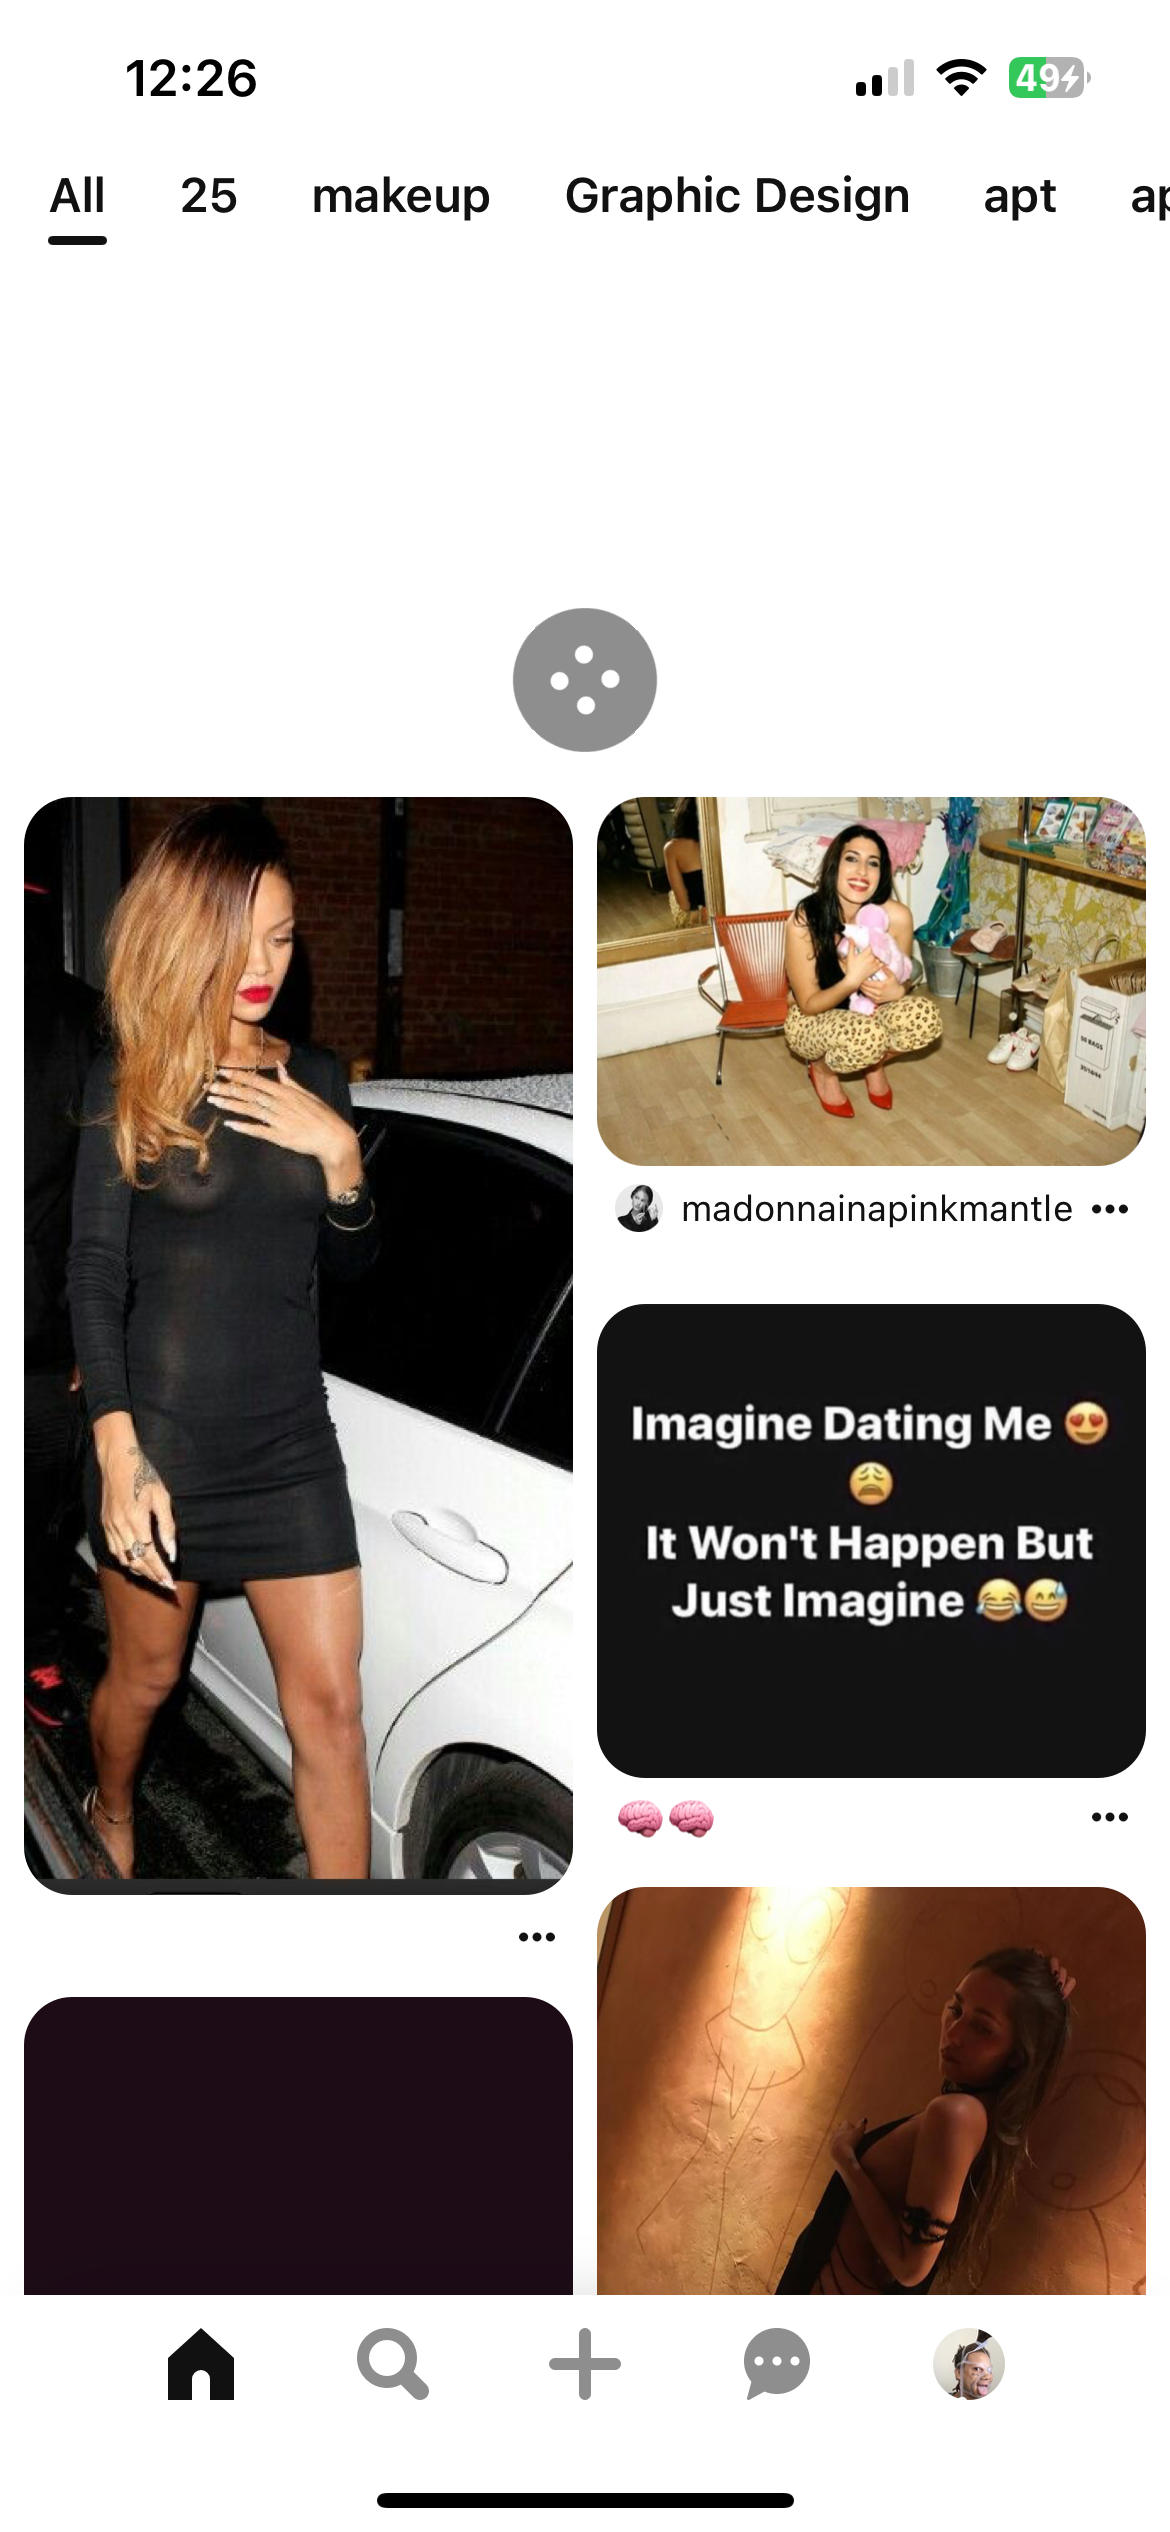 12:26
49
All 25 makeup Graphic Design apt ap
madonnainapinkmantle
Imagine Dating Me 😍
😩
It Won't Happen But
Just Imagine 😂😅
🧠🧠